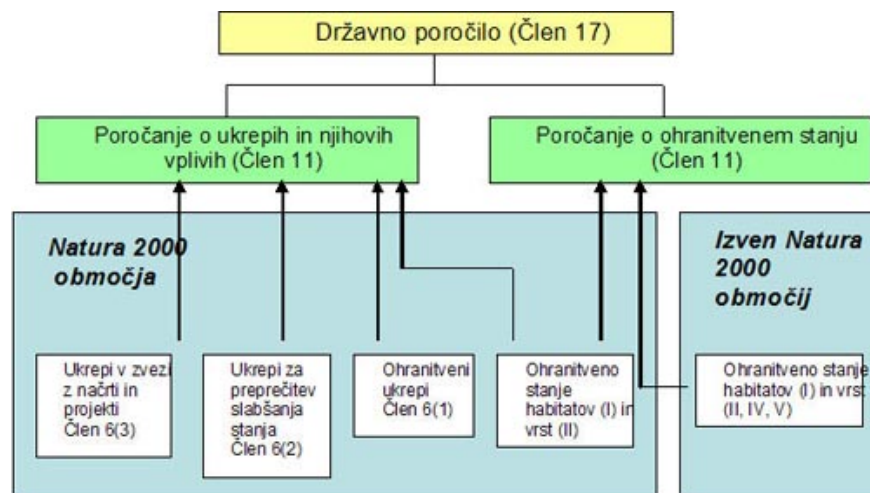 Državno poročilo (Člen 17)
Poročanje o ukrepih in njihovih
vplivih (Člen 11)
Poročanje o ohranitvenem stanju
(Člen 11)
Natura 2000
območja
Izven Natura
2000
območij
Ukrepi v zvezi
z načrti in
projekti
Člen 6(3)
Ukrepi za
preprečitev
slabšanja
stanja
Člen 6(2)
Ohranitveni
ukrepi
Člen 6(1)
Ohranitveno
stanje
habitatov (I) in
vrst (II)
Ohranitveno stanje
habitatov (I) in vrst
(II, IV, V)